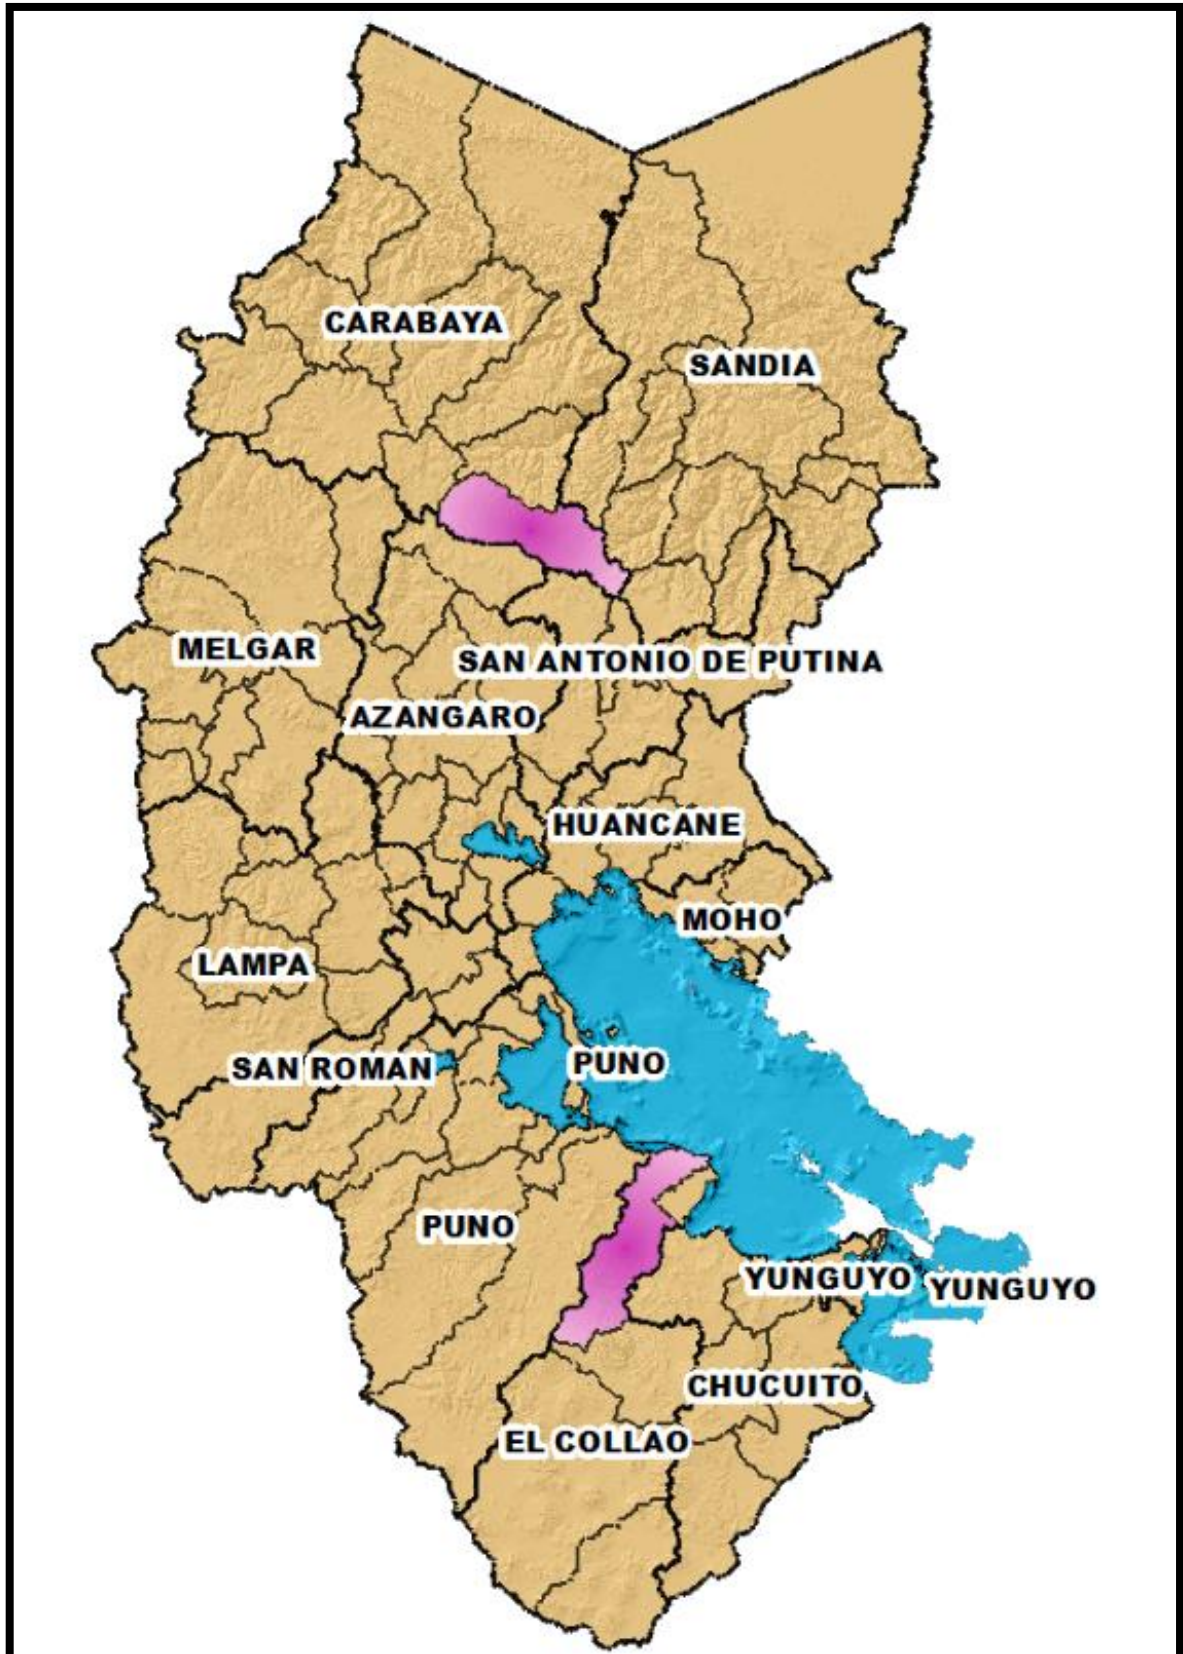 CARABAYA
SANDIA
MELGAR
SAN ANTONIO DE PUTINA
AZANGARO
HUANCANE
MOHO
LAMPA
SAN ROMAN
PUNO
PUNO
YUNGUYO
YUNGUYO
CHUCUITO
EL COLLAO